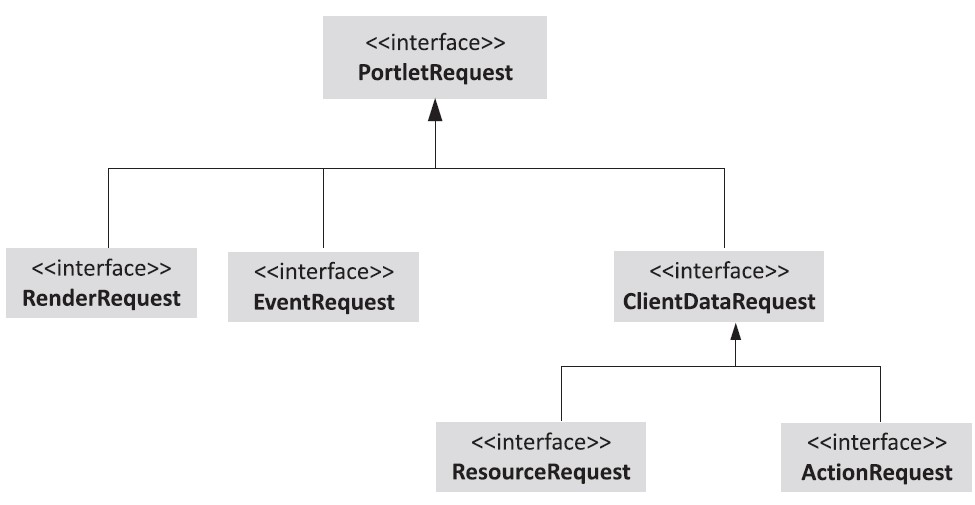 <<interface>>
PortletRequest
<<interface>>
RenderRequest
<<interface>>
EventRequest
<<interface>>
ClientDataRequest
<<interface>>
ResourceRequest
<<interface>>
ActionRequest